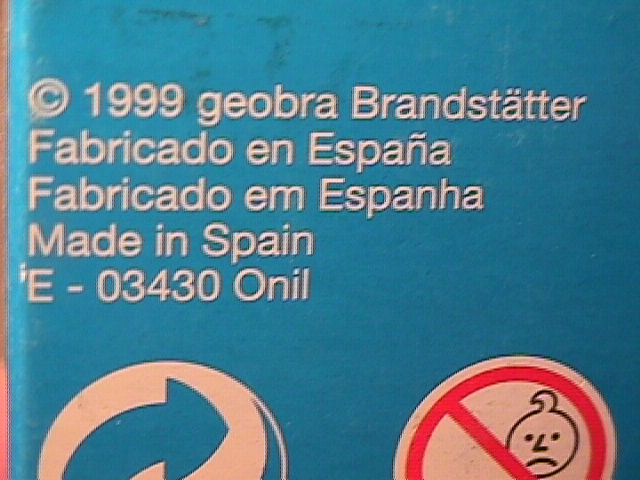 © 1999 geobra Brandstätter
Fabricado en España
Fabricado em Espanha
Made in Spain
E - 03430 Onil